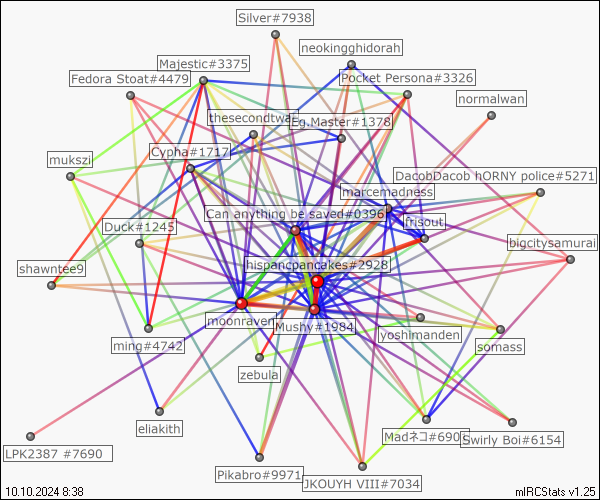 Silver#7938
neokingghidorah
Majestic#3375
Fedora Stoat#4479
Pocket Persona#3326
normalwan
thesecondtwar
Eg.Master#1378
Cypha#1717
mukszi
DacobDacob hORNY police#5271
marcemadness
Can anything be saved#0396
frisout
Duck#1245
bigcitysamurai
shawntee9
hispancpancakes#2928
moonraven
Mushy#1984
yoshimanden
ming#4742
somass
zebula
eliakith
Madネコ#690
Swirly Boi#6154
LPK2387 #7690
Pikabro#9971
JKOUYH VIII#7034
10.10.2024 8:38
mIRCStats v1.25